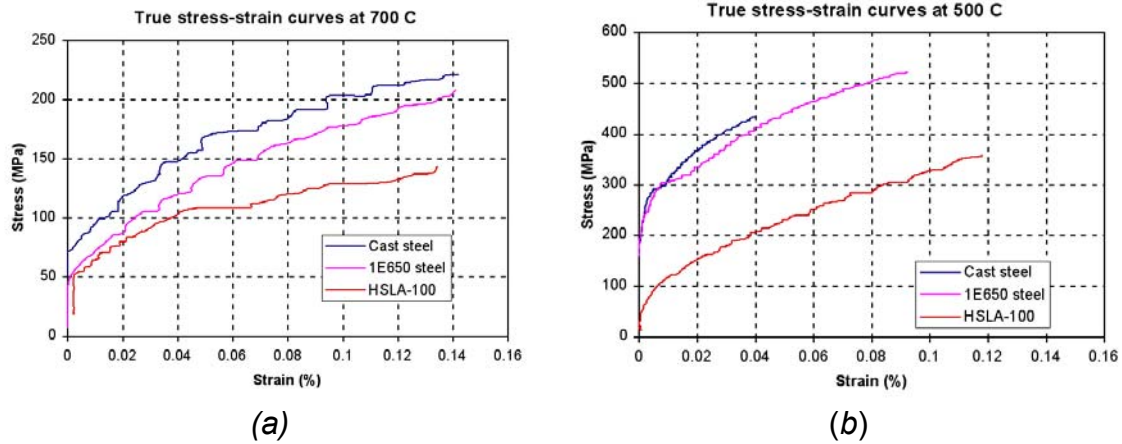 True stress-strain curves at 700 C
250
200
150
100
50
0
Stress (MPa)
0 0.02 0.04 0.06 0.08 0.1 0.12 0.14 0.16
Strain (%)
Cast steel
1E650 steel
HSLA-100
(a)
True stress-strain curves at 500 C
600
500
400
300
200
100
0
Stress (MPa)
0 0.02 0.04 0.06 0.08 0.1 0.12 0.14 0.16
Strain (%)
Cast steel
1E650 steel
HSLA-100
(b)